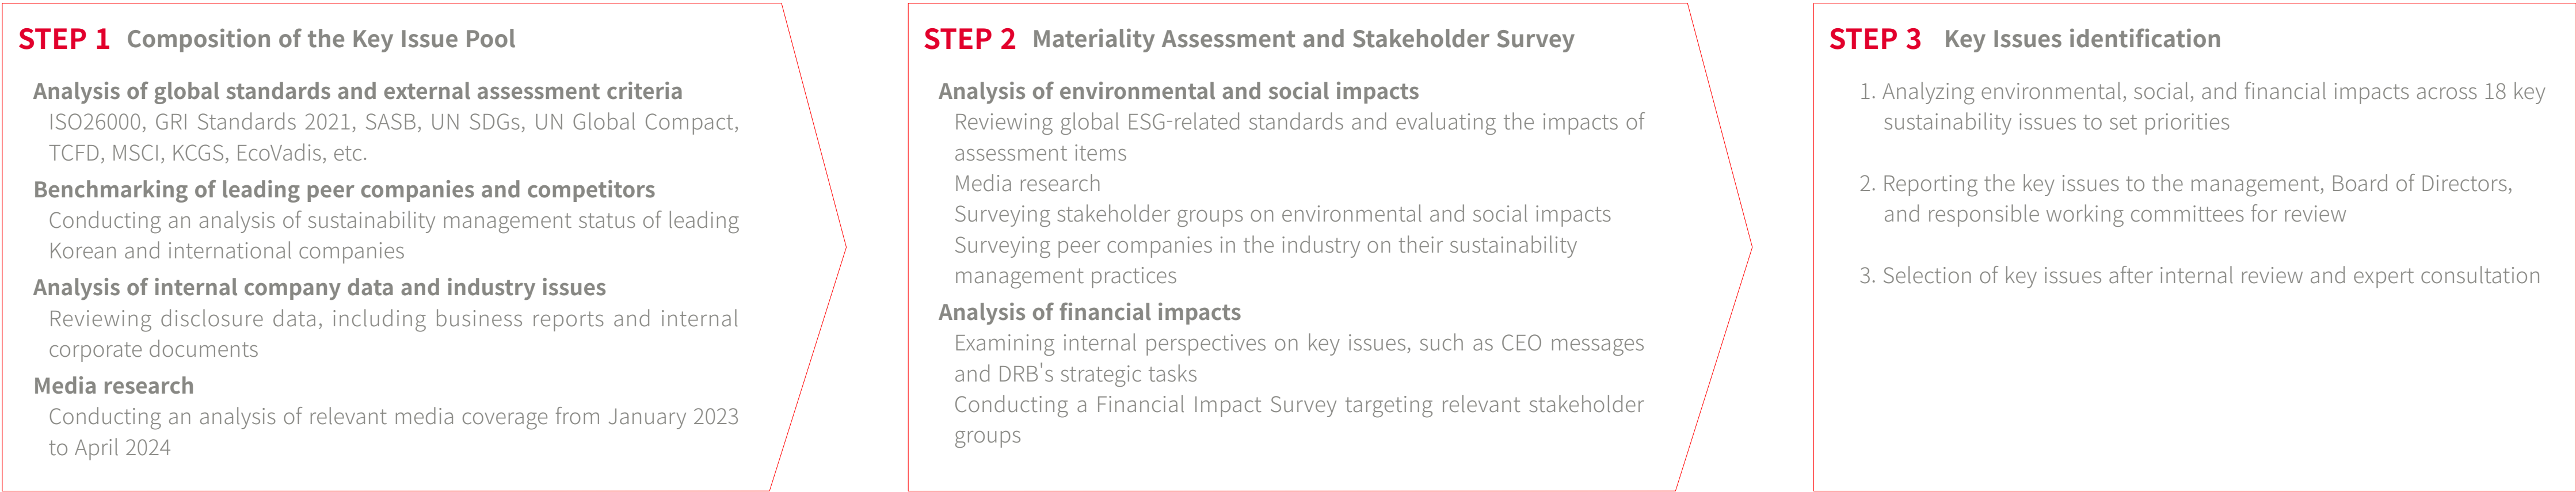 STEP 1 Composition of the Key Issue Pool
Analysis of global standards and external assessment criteria
ISO26000, GRI Standards 2021, SASB, UN SDGs, UN Global Compact,
TCFD, MSCI, KCGS, EcoVadis, etc.
Benchmarking of leading peer companies and competitors
Conducting an analysis of sustainability management status of leading
Korean and international companies
Analysis of internal company data and industry issues
Reviewing disclosure data, including business reports and internal
corporate documents
Media research
Conducting an analysis of relevant media coverage from January 2023
to April 2024
STEP 2 Materiality Assessment and Stakeholder Survey
Analysis of environmental and social impacts
Reviewing global ESG-related standards and evaluating the impacts of
assessment items
Media research
Surveying stakeholder groups on environmental and social impacts
Surveying peer companies in the industry on their sustainability
management practices
Analysis of financial impacts
Examining internal perspectives on key issues, such as CEO messages
and DRB's strategic tasks
Conducting a Financial Impact Survey targeting relevant stakeholder
groups
STEP 3 Key Issues identification
1. Analyzing environmental, social, and financial impacts across 18 key
sustainability issues to set priorities
2. Reporting the key issues to the management, Board of Directors,
and responsible working committees for review
3. Selection of key issues after internal review and expert consultation